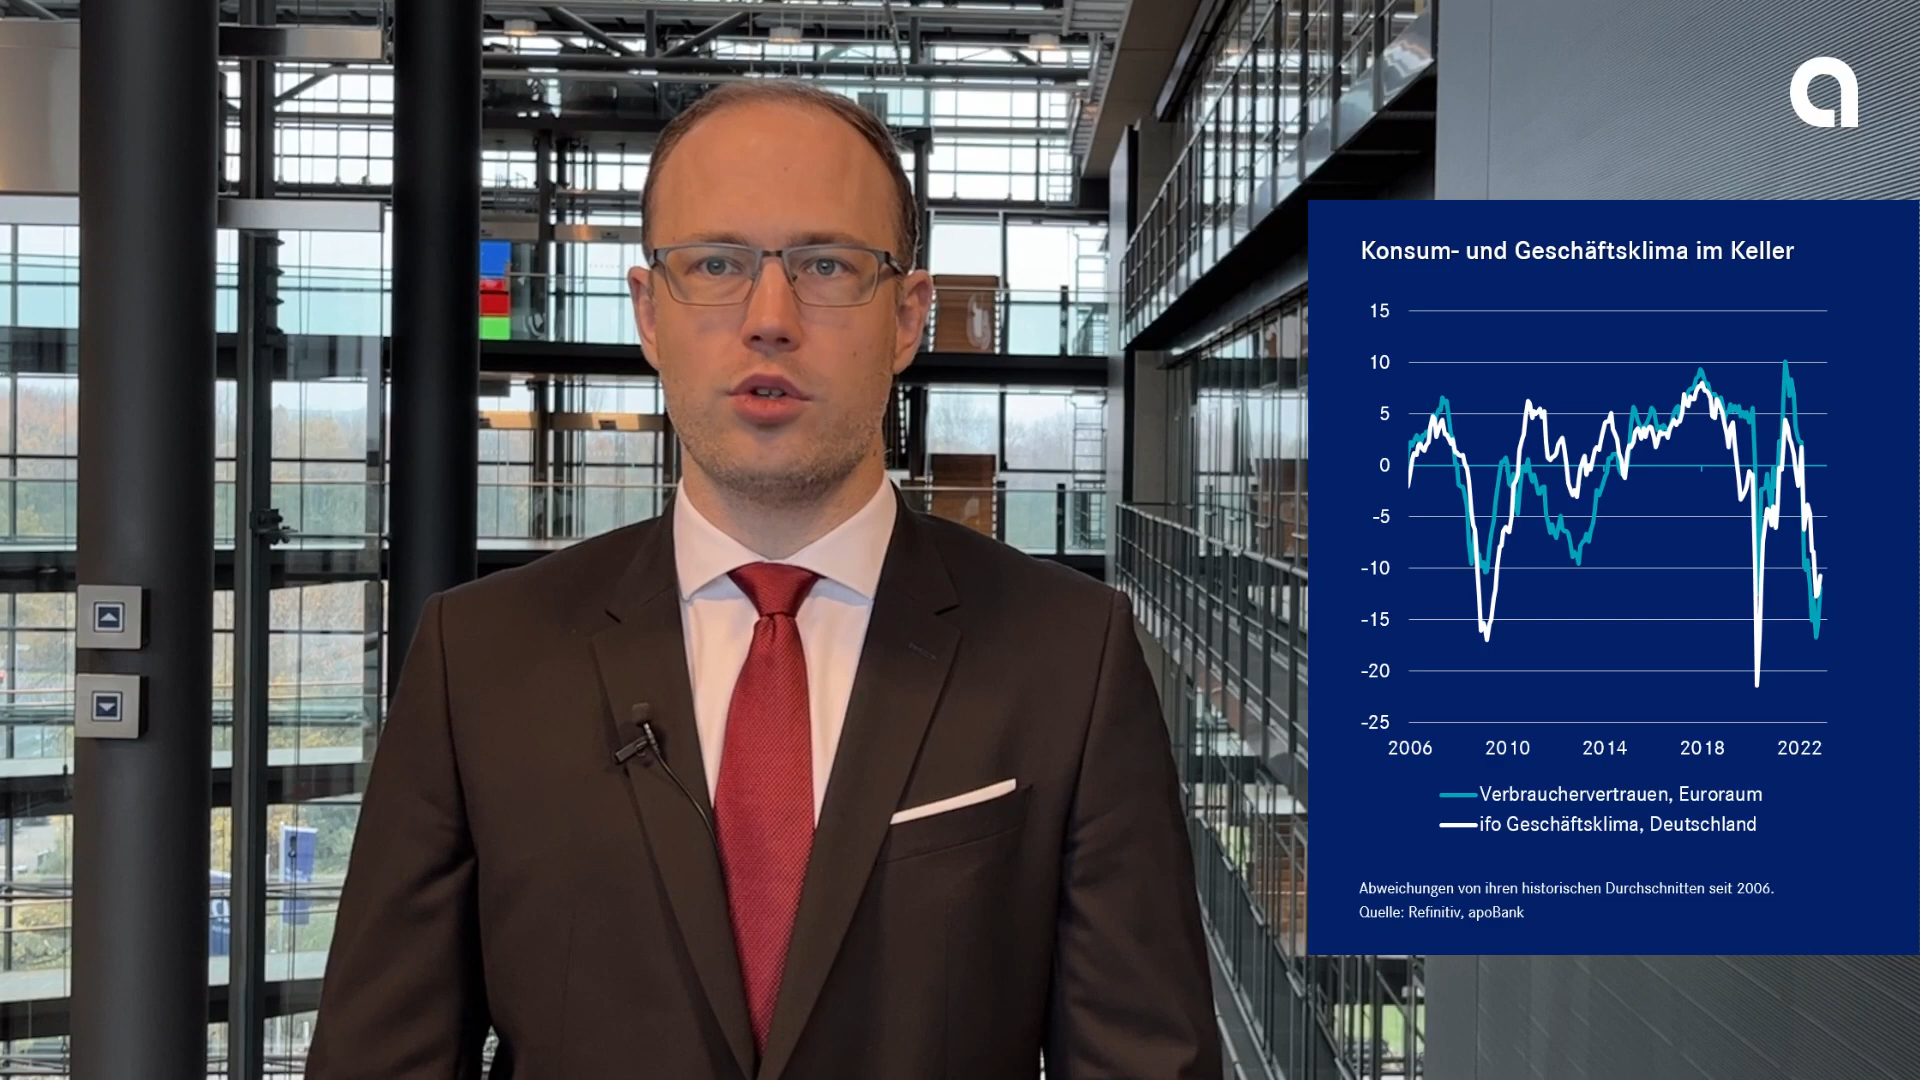 Konsum- und Geschäftsklima im Keller
15
10
5
0
-5
-10
-15
-20
-25
2006 2010 2014 2018 2022
Verbrauchervertrauen, Euroraum
ifo Geschäftsklima, Deutschland
Abweichungen von ihren historischen Durchschnitten seit 2006.
Quelle: Refinitiv, apoBank